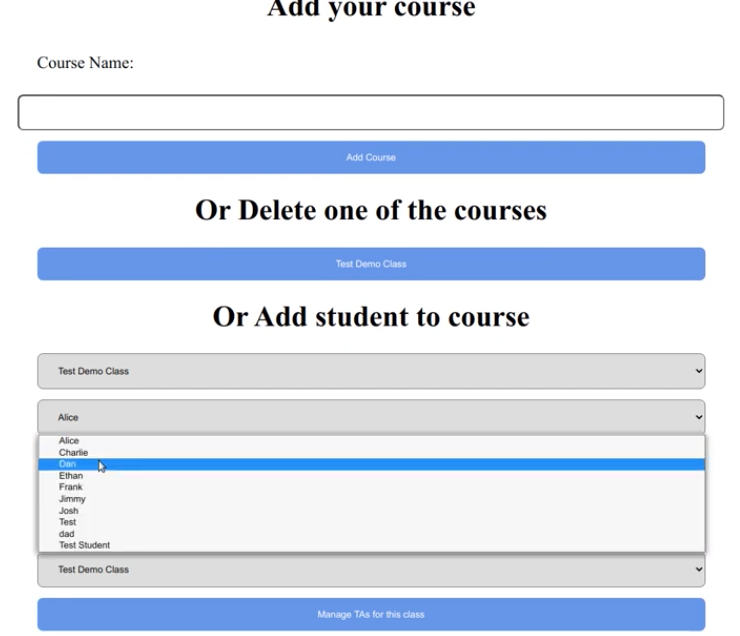 Add your course
Course Name:
Add Course
Or Delete one of the courses
Test Demo Class
Or Add student to course
Test Demo Class
Alice
Alice
Charlie
Dan
Ethan
Frank
Jimmy
Josh
Test
dad
Test Student
Test Demo Class
Manage TAs for this class